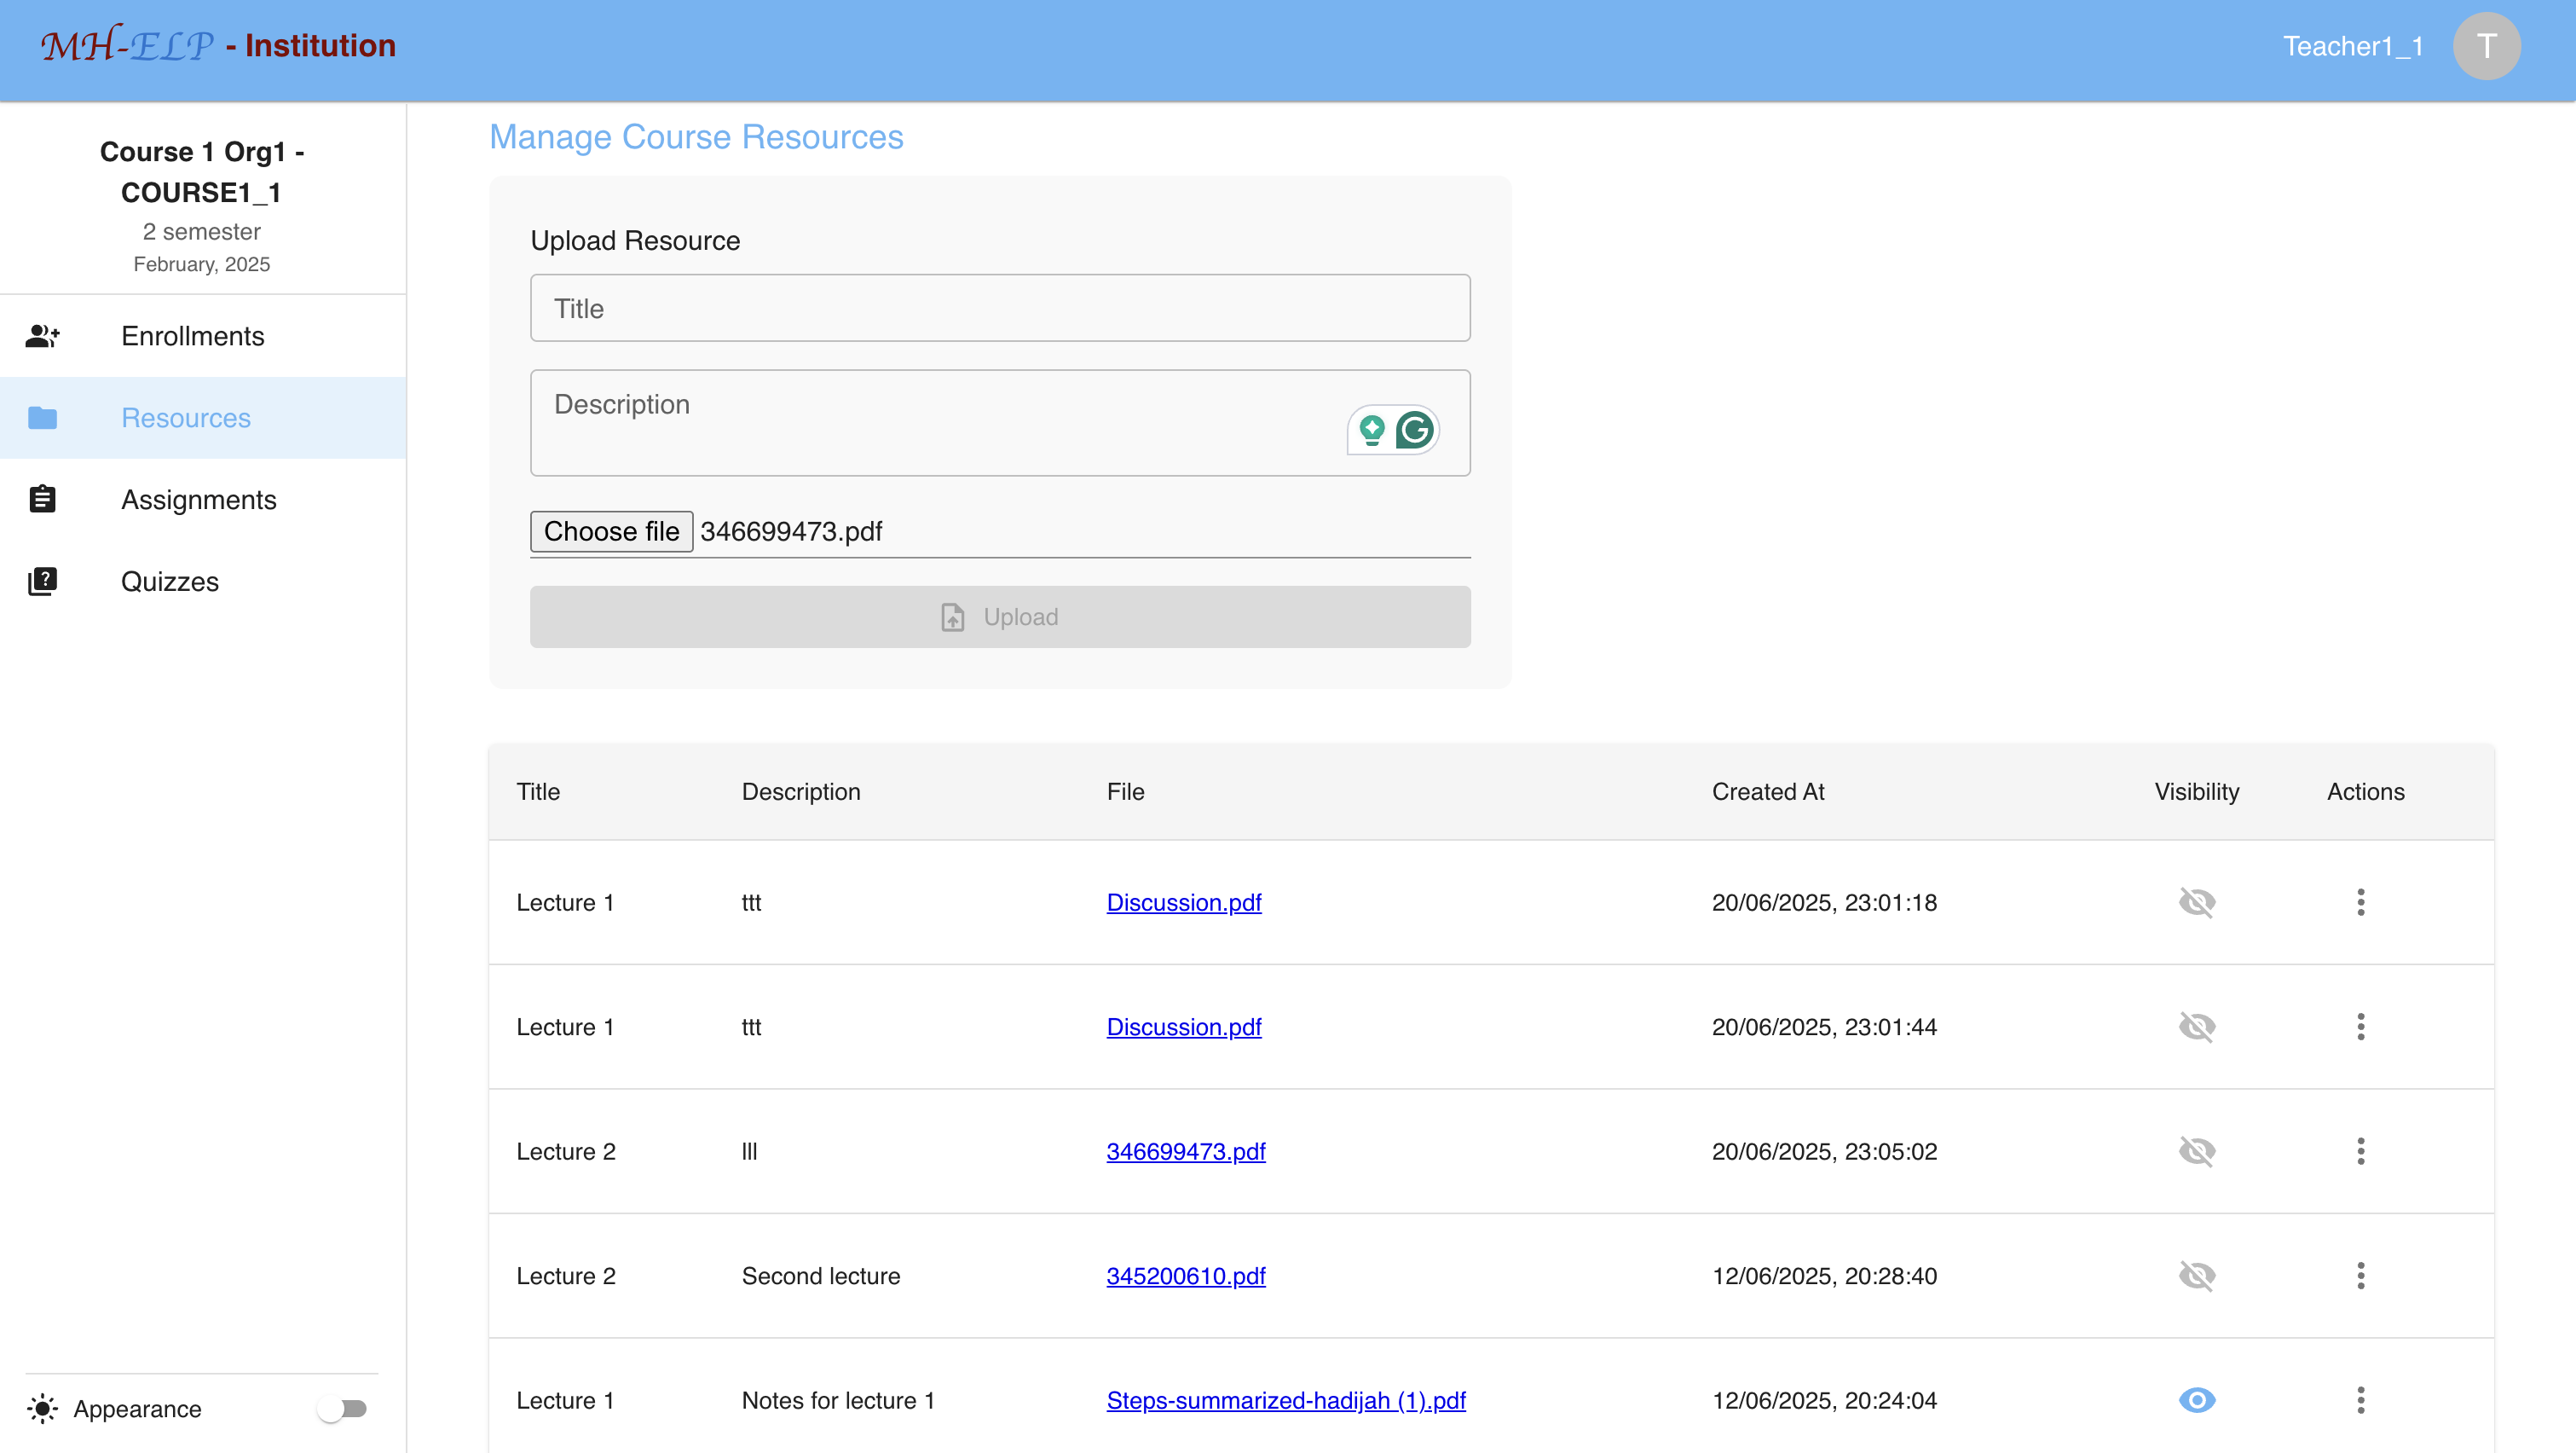 MH-ELP - Institution
Teacher1_1 T
Course 1 Org1 -
COURSE1_1
2 semester
February, 2025
Enrollments
Resources
Assignments
Quizzes
Appearance
Manage Course Resources
Upload Resource
Title
Description
Choose file 346699473.pdf
Upload
Title Description File Created At Visibility Actions
Lecture 1 ttt Discussion.pdf 20/06/2025, 23:01:18
Lecture 1 ttt Discussion.pdf 20/06/2025, 23:01:44
Lecture 2 lll 346699473.pdf 20/06/2025, 23:05:02
Lecture 2 Second lecture 345200610.pdf 12/06/2025, 20:28:40
Lecture 1 Notes for lecture 1 Steps-summarized-hadijah (1).pdf 12/06/2025, 20:24:04